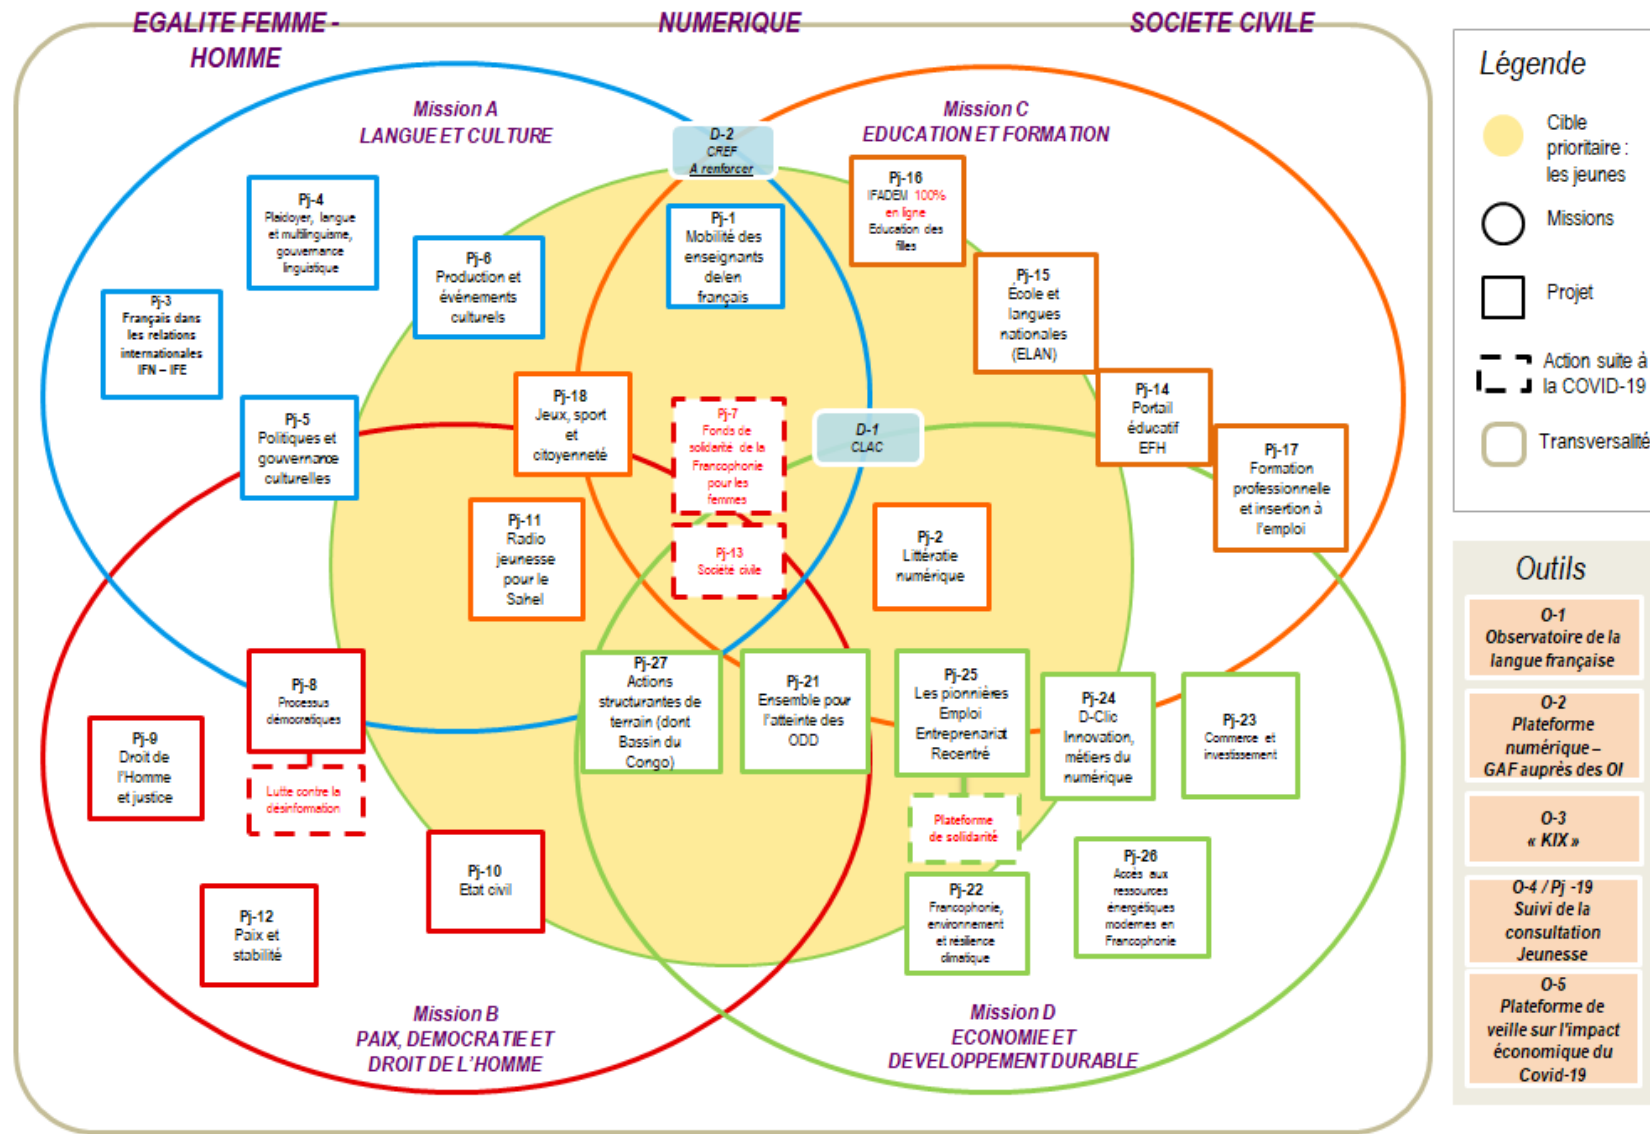 EGALITE FEMME -
HOMME
NUMERIQUE
SOCIETE CIVILE
Mission A
LANGUE ET CULTURE
Mission C
EDUCATION ET FORMATION
D-2
CREF
A renforcer
Pj-4
Plaidoyer, langue
et multilinguisme,
gouvernance
linguistique
Pj-6
Production et
événements
culturels
Pj-1
Mobilité des
enseignants
de/en
français
Pj-16
IFADEM 100%
en ligne
Education des
filles
Pj-15
École et
langues
nationales
(ELAN)
Pj-3
Français dans
les relations
internationales
IFN – IFE
Pj-5
Politiques et
gouvernance
culturelles
Pj-18
Jeux, sport
et
citoyenneté
Pj-7
Fonds de
solidarité de la
Francophonie
pour les
femmes
D-1
CLAC
Pj-14
Portail
éducatif
EFH
Pj-17
Formation
professionnelle
et insertion à
l'emploi
Pj-11
Radio
jeunesse
pour le
Sahel
Pj-13
Société civile
Pj-2
Littératie
numérique
Pj-8
Processus
démocratiques
Pj-27
Actions
structurantes de
terrain (dont
Bassin du
Congo)
Pj-21
Ensemble pour
l'atteinte des
ODD
Pj-25
Les pionnières
Emploi
Entreprenariat
Recentré
Pj-24
D-Clic
Innovation,
métiers du
numérique
Pj-23
Commerce et
investissement
Pj-9
Droit de
l'Homme
et justice
Lutte contre la
désinformation
Plateforme
de solidarité
Pj-10
Etat civil
Pj-22
Francophonie,
environnement
et résilience
climatique
Pj-26
Accès aux
ressources
énergétiques
modernes en
Francophonie
Pj-12
Paix et
stabilité
Mission B
PAIX, DEMOCRATIE ET
DROIT DE L'HOMME
Mission D
ECONOMIE ET
DEVELOPPEMENT DURABLE
Légende
Cible
prioritaire :
les jeunes
Missions
Projet
Action suite à
la COVID-19
Transversalité
Outils
O-1
Observatoire de la
langue française
O-2
Plateforme
numérique –
GAF auprès des OI
O-3
« KIX »
O-4 / Pj -19
Suivi de la
consultation
Jeunesse
O-5
Plateforme de
veille sur l'impact
économique du
Covid-19